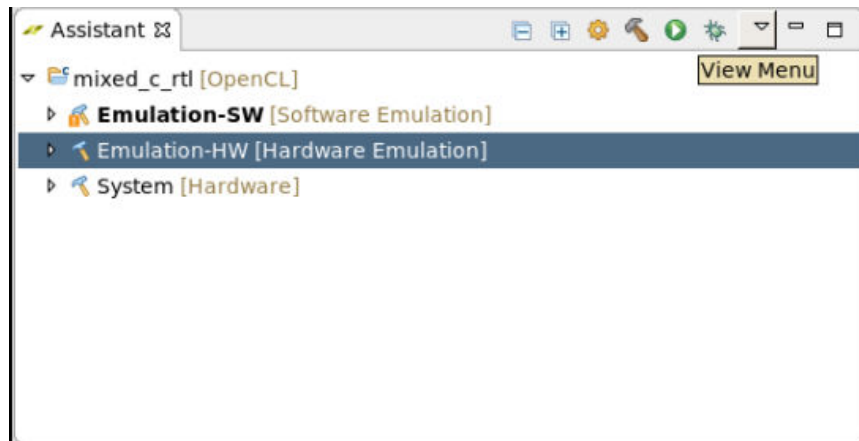 Assistant
View Menu
mixed_c_rtl [OpenCL]
Emulation-SW [Software Emulation]
Emulation-HW [Hardware Emulation]
System [Hardware]